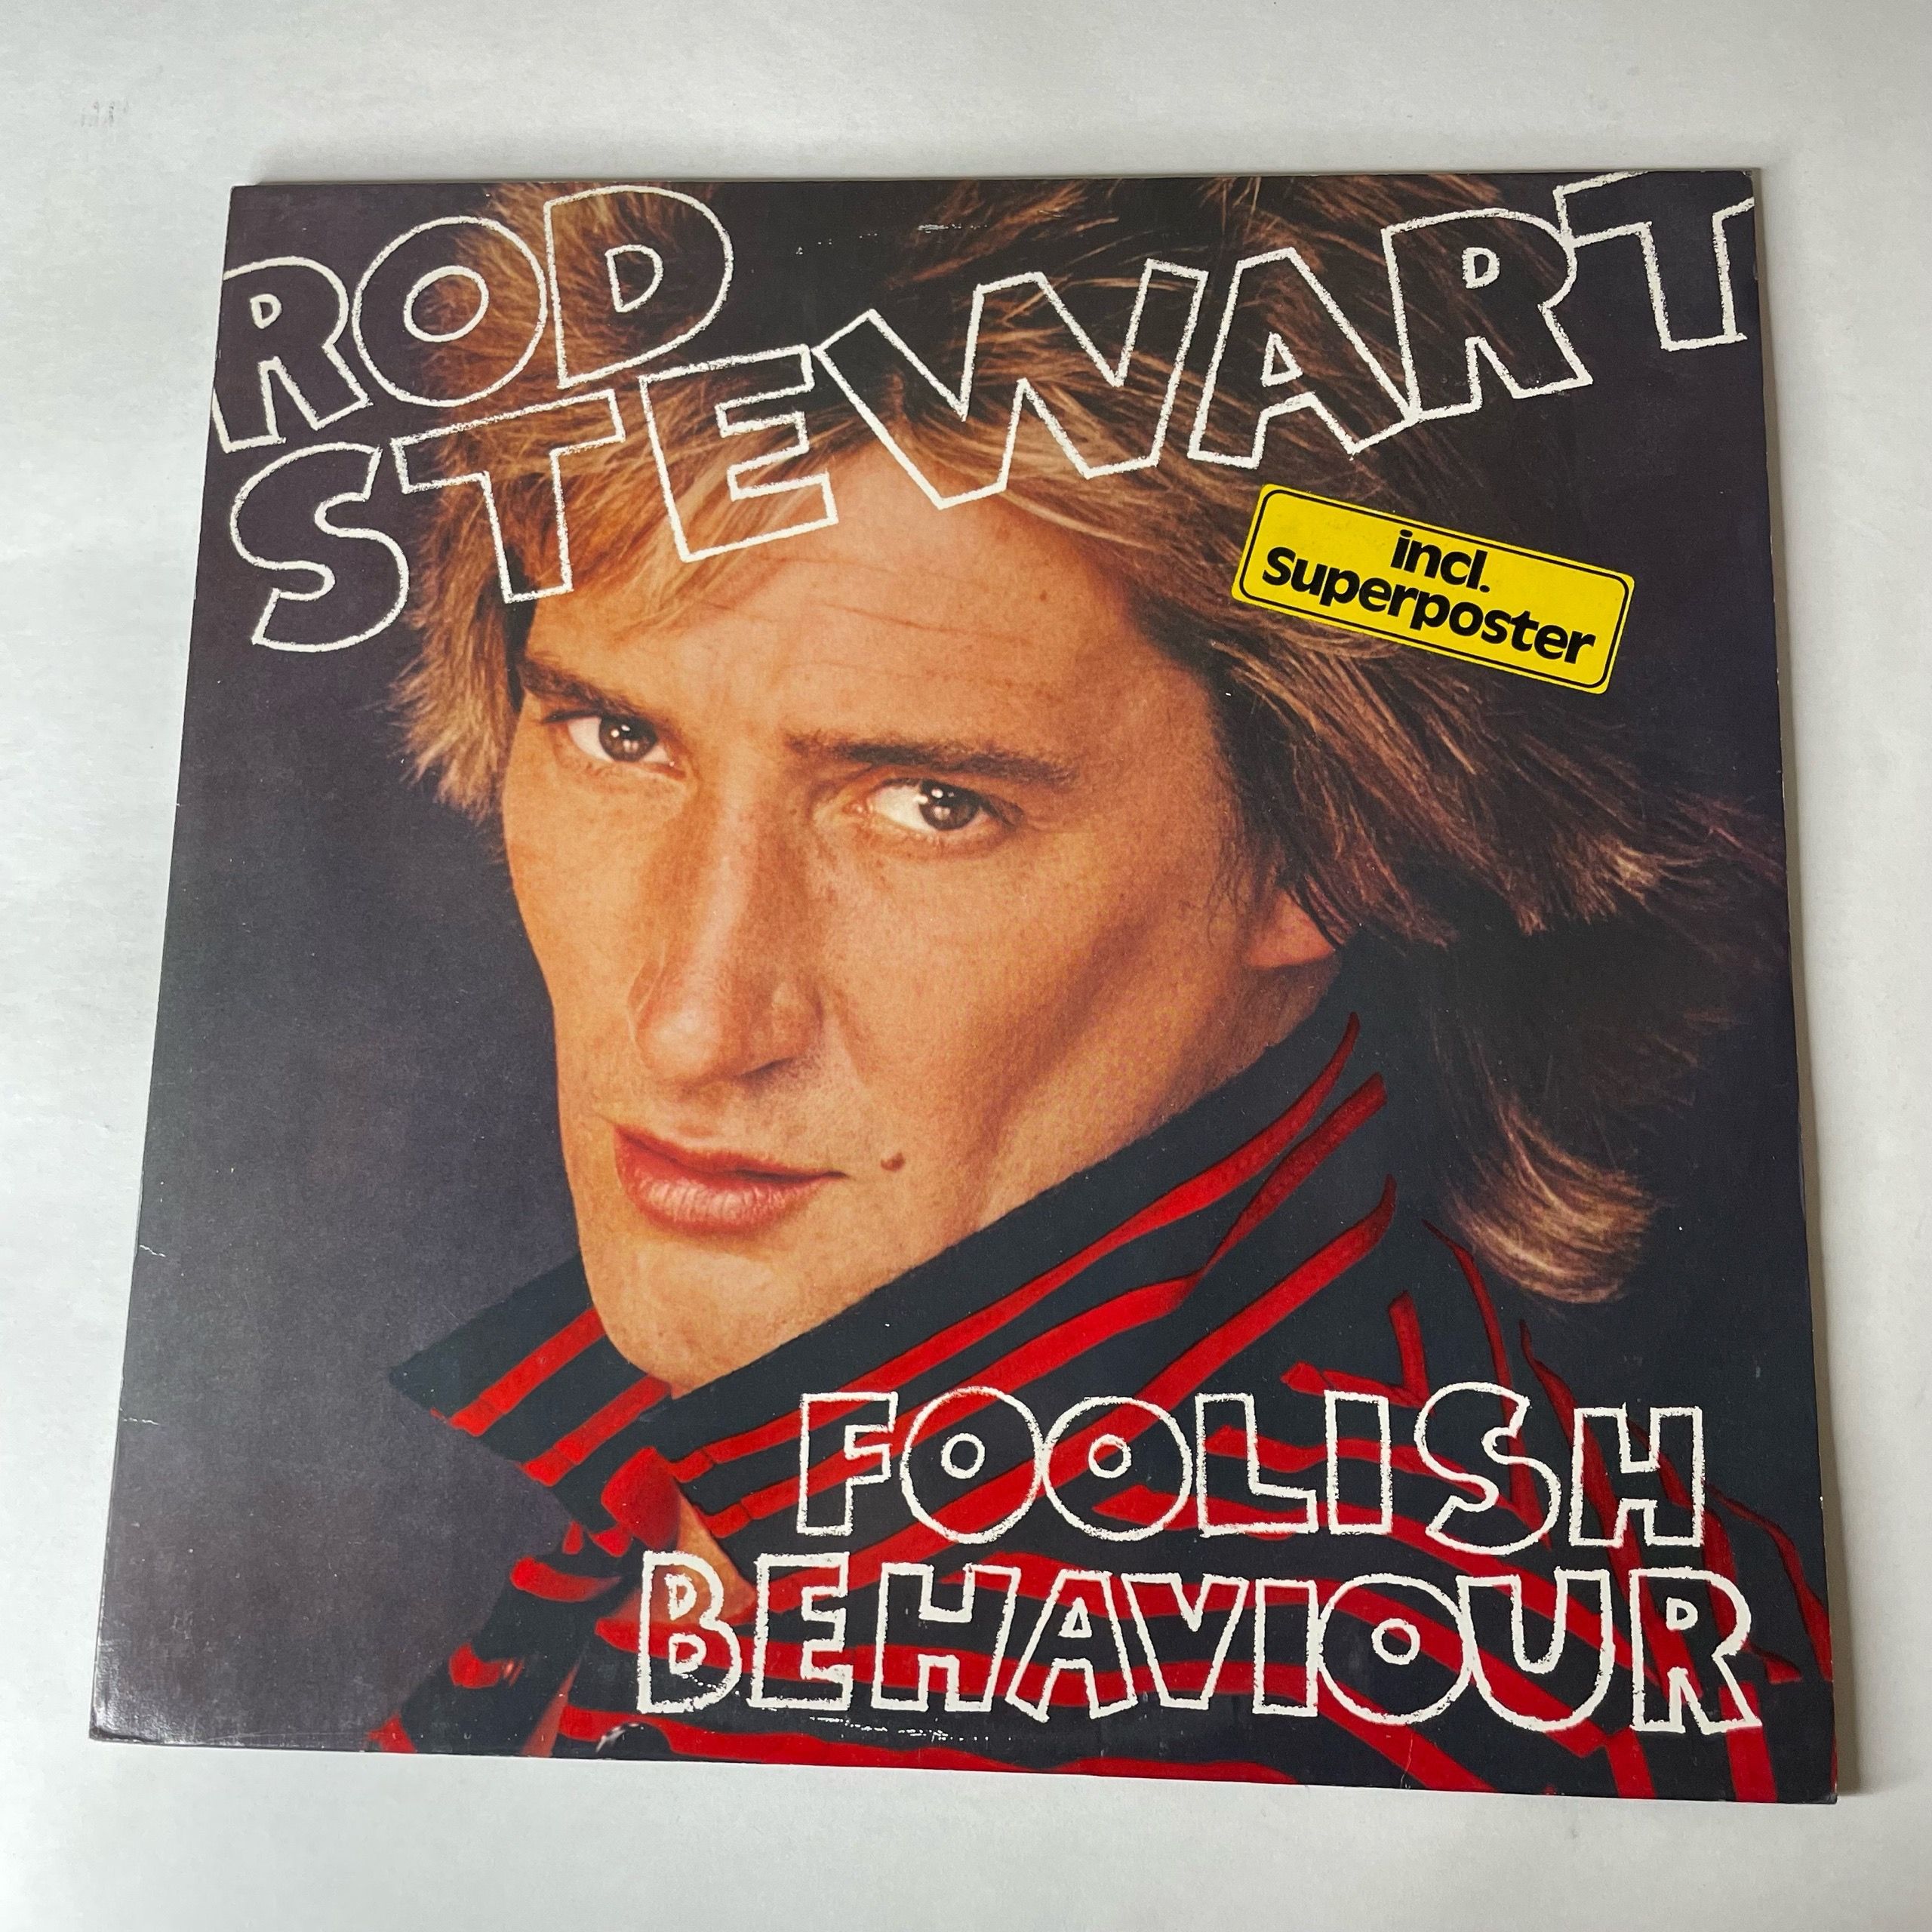 ROD
STEWART
incl.
Superposter
FOOLISH
BEHAVIOUR